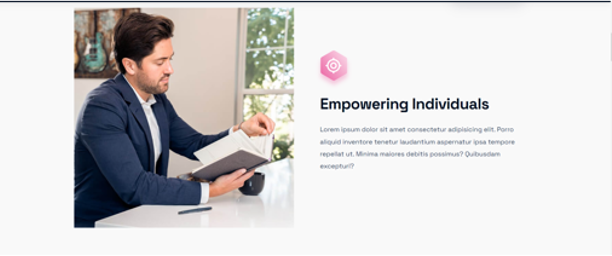 Empowering Individuals
Lorem ipsum dolor sit amet consectetur adipisicing elit. Porro
aliquid inventore tenetur laudantium aspernatur ipsa tempore
repellat ut. Minima maiores debitis possimus? Quibusdam
excepturi?